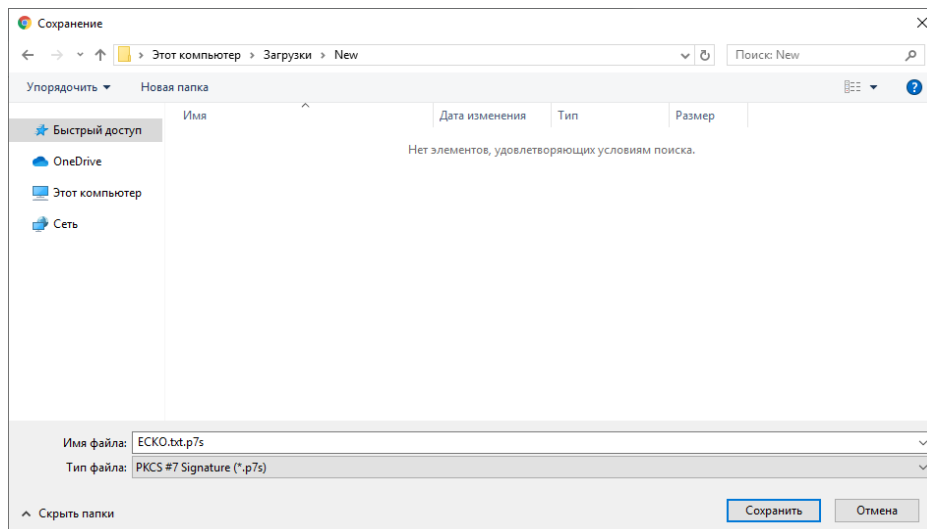 Сохранение
Этот компьютер > Загрузки > New
Поиск: New
Упорядочить
Новая папка
Имя
Дата изменения
Тип
Размер
Нет элементов, удовлетворяющих условиям поиска.
Быстрый доступ
OneDrive
Этот компьютер
Сеть
Имя файла: ЕСКО.txt.p7s
Тип файла: PKCS #7 Signature (*.p7s)
Скрыть папки
Сохранить
Отмена